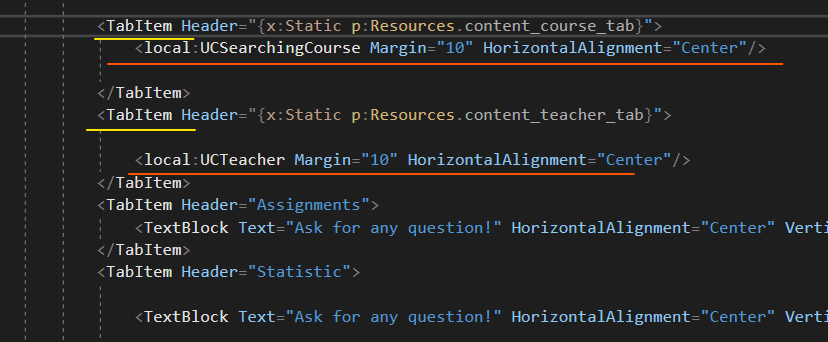 <TabItem Header="{x:Static p:Resources.content_course_tab}">
<local:UCSearchingCourse Margin="10" HorizontalAlignment="Center"/>
</TabItem>
<TabItem Header="{x:Static p:Resources.content_teacher_tab}">
<local:UCTeacher Margin="10" HorizontalAlignment="Center"/>
</TabItem>
<TabItem Header="Assignments">
<TextBlock Text="Ask for any question!" HorizontalAlignment="Center" Verti
</TabItem>
<TabItem Header="Statistic">
<TextBlock Text="Ask for any question!" HorizontalAlignment="Center" Verti